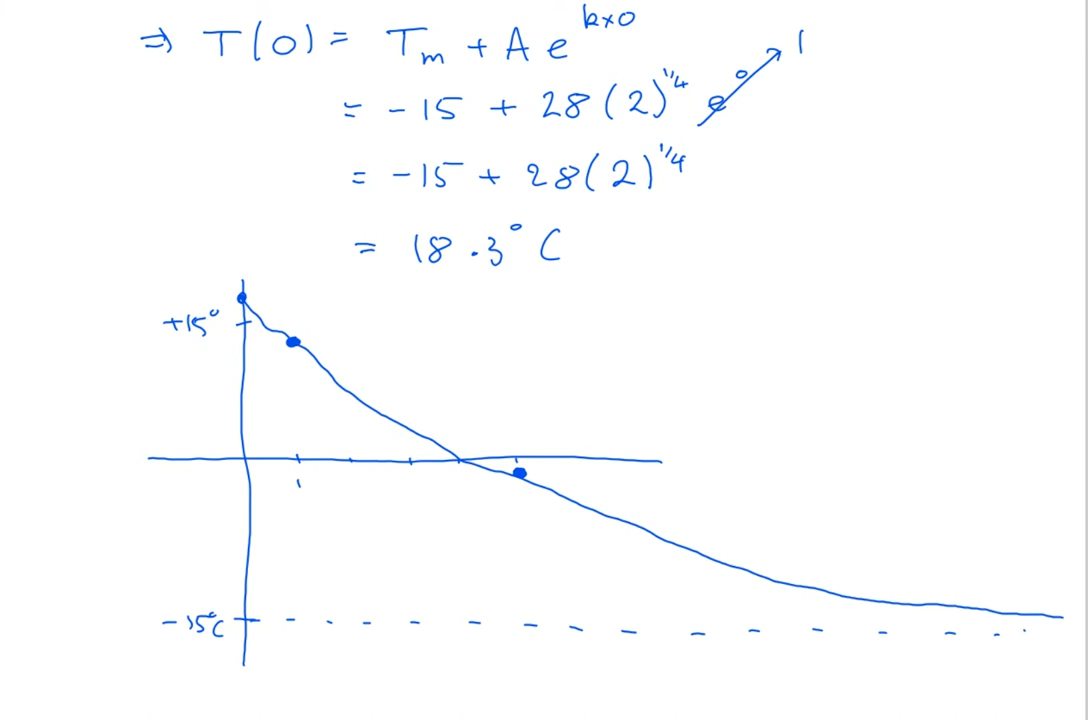 ⇒ T(0) = Tm + A e^(k×0)
= -15 + 28(2)^(1/4) e^0 → 1
= -15 + 28(2)^(1/4)
= 18.3° C
+15°
1
-15°C